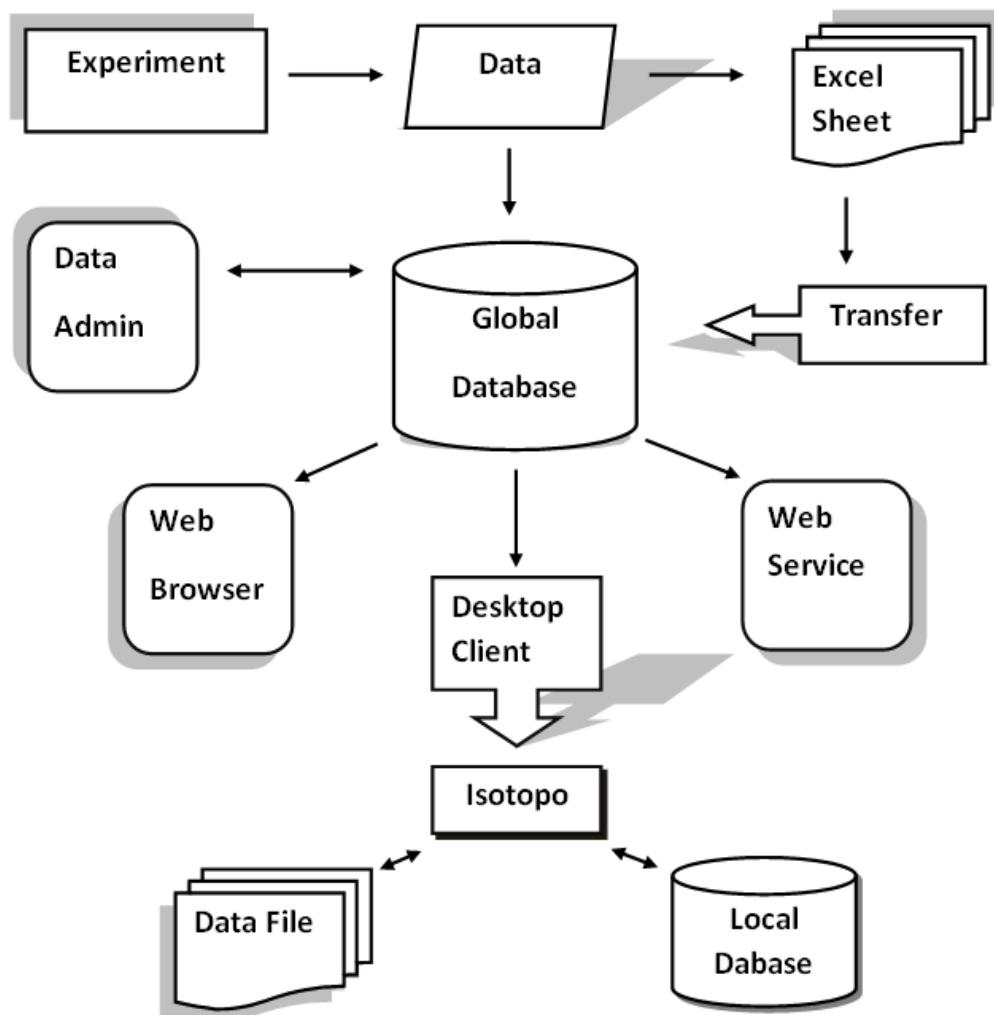 Experiment
Data
Excel
Sheet
Data
Admin
Global
Database
Transfer
Web
Browser
Desktop
Client
Web
Service
Isotopo
Data File
Local
Dabase